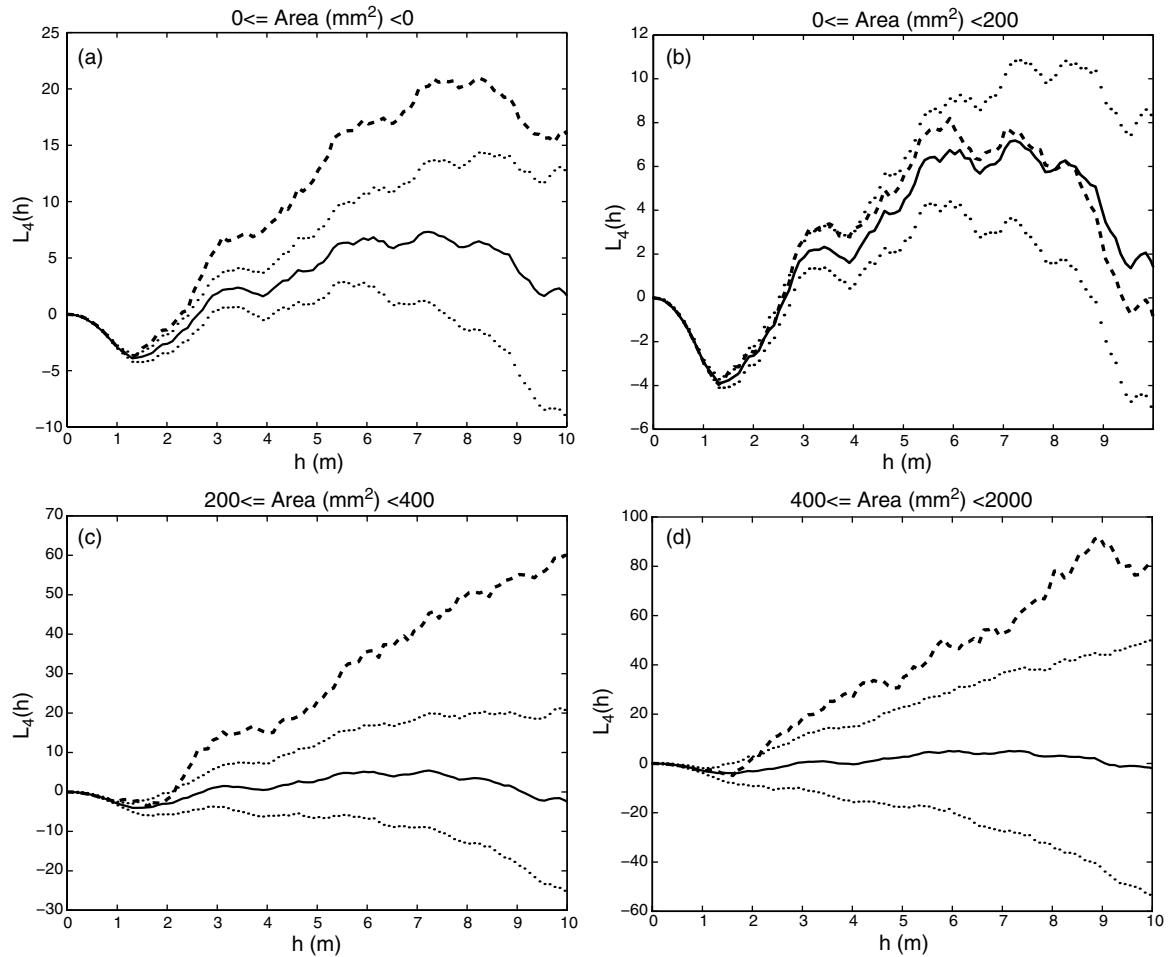 0<= Area (mm²) <0
(a)
L₄(h)
25
20
15
10
5
0
−5
−10
0 1 2 3 4 5 6 7 8 9 10
h (m)
0<= Area (mm²) <200
(b)
L₄(h)
12
10
8
6
4
2
0
−2
−4
−6
0 1 2 3 4 5 6 7 8 9
h (m)
200<= Area (mm²) <400
(c)
L₄(h)
70
60
50
40
30
20
10
0
−10
−20
−30
0 1 2 3 4 5 6 7 8 9 10
h (m)
400<= Area (mm²) <2000
(d)
L₄(h)
100
80
60
40
20
0
−20
−40
−60
0 1 2 3 4 5 6 7 8 9 10
h (m)